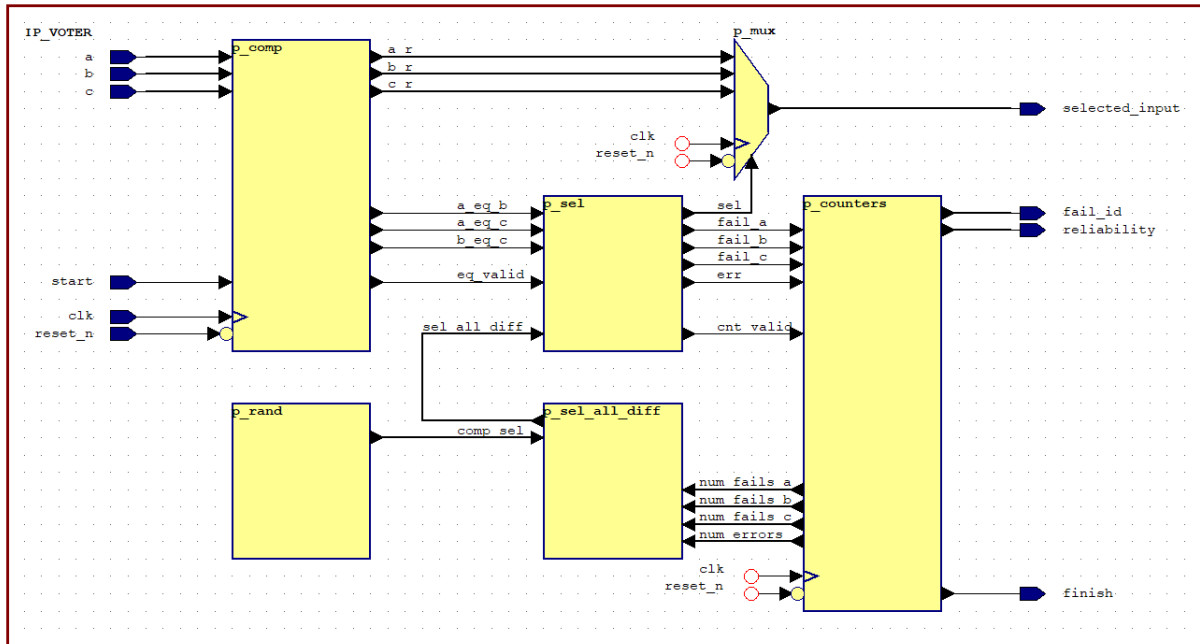 IP_VOTER
p_comp
p_mux
a
b
c
a_r
b_r
c_r
selected_input
clk
reset_n
a_eq_b
a_eq_c
b_eq_c
eq_valid
p_sel
sel
fail_a
fail_b
fail_c
err
p_counters
fail_id
reliability
start
clk
reset_n
sel_all_diff
cnt_valid
p_rand
comp_sel
p_sel_all_diff
num_fails_a
num_fails_b
num_fails_c
num_errors
clk
reset_n
finish